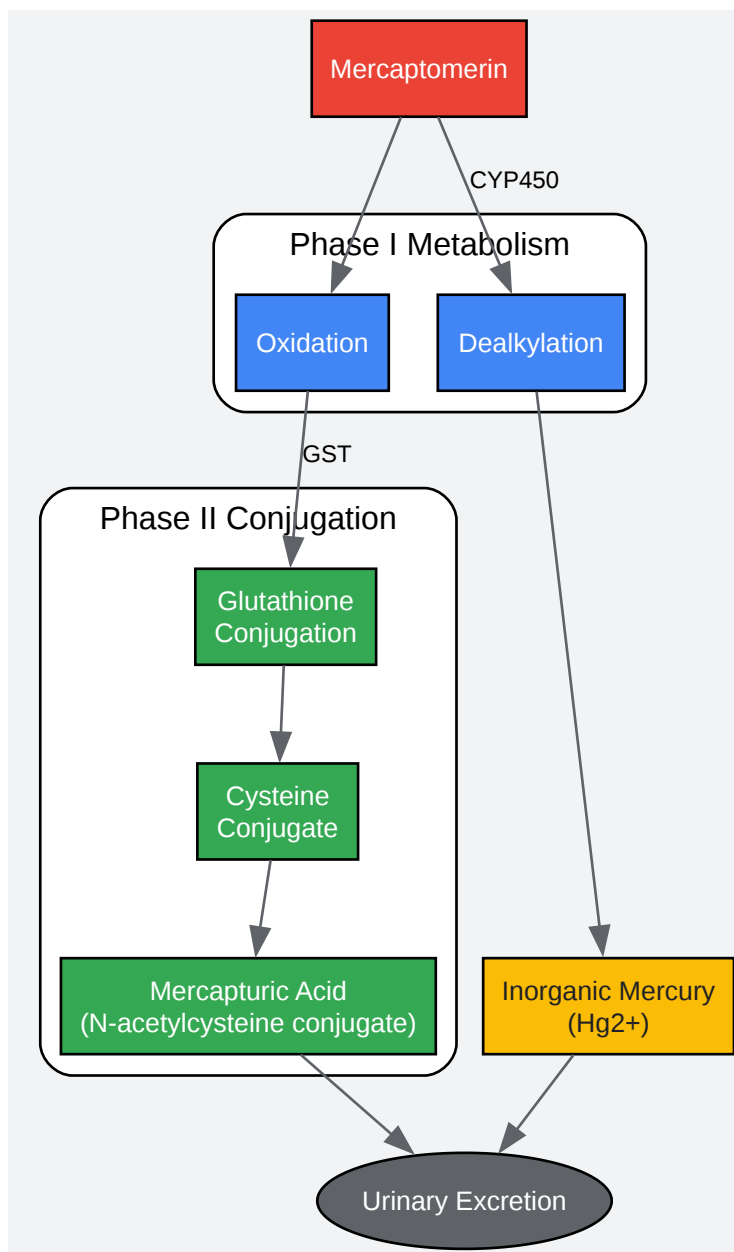 Mercaptomerin
CYP450
Phase I Metabolism
Oxidation
Dealkylation
GST
Phase II Conjugation
Glutathione
Conjugation
Cysteine
Conjugate
Mercapturic Acid
(N-acetylcysteine conjugate)
Inorganic Mercury
(Hg2+)
Urinary Excretion